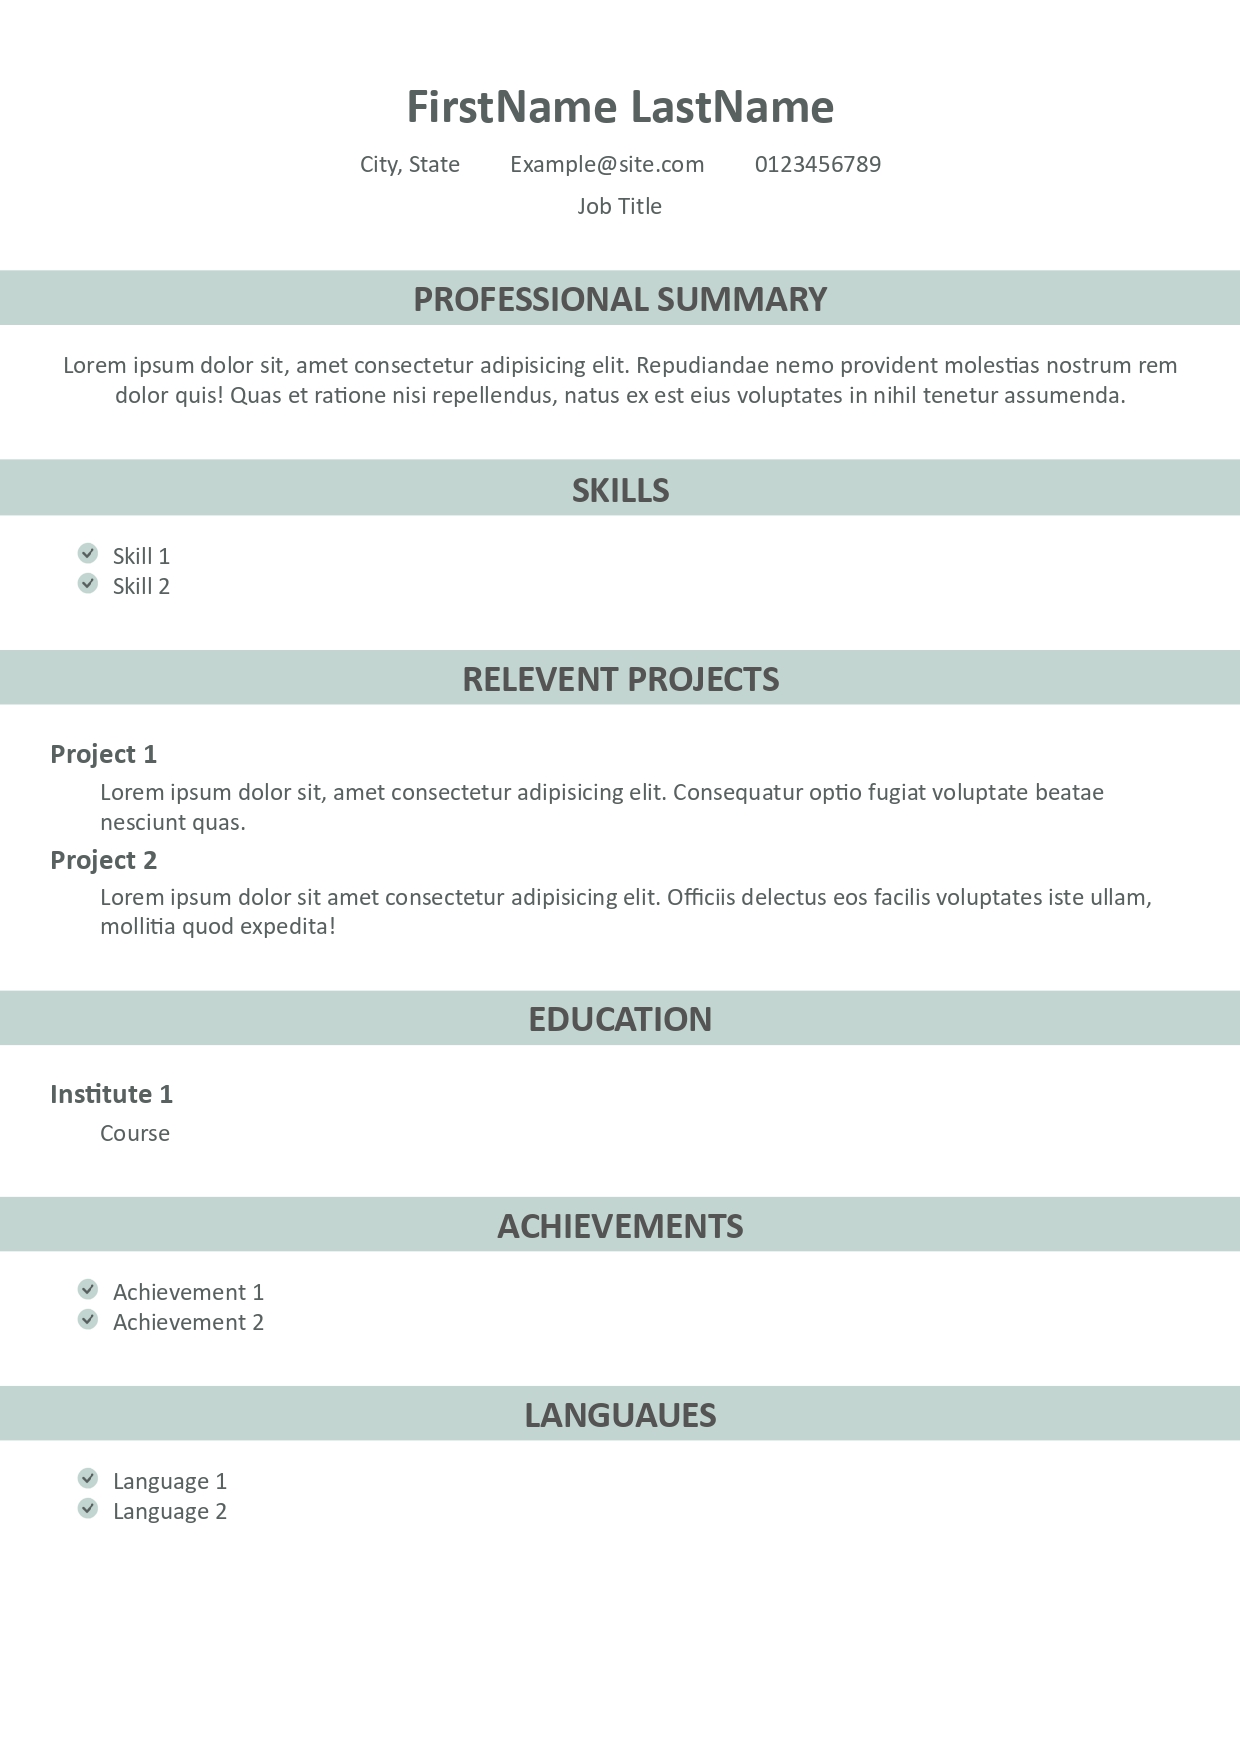 FirstName LastName
City, State Example@site.com 0123456789
Job Title
PROFESSIONAL SUMMARY
Lorem ipsum dolor sit, amet consectetur adipisicing elit. Repudiandae nemo provident molestias nostrum rem
dolor quis! Quas et ratione nisi repellendus, natus ex est eius voluptates in nihil tenetur assumenda.
SKILLS
Skill 1
Skill 2
RELEVENT PROJECTS
Project 1
Lorem ipsum dolor sit, amet consectetur adipisicing elit. Consequatur optio fugiat voluptate beatae
nesciunt quas.
Project 2
Lorem ipsum dolor sit amet consectetur adipisicing elit. Officiis delectus eos facilis voluptates iste ullam,
mollitia quod expedita!
EDUCATION
Institute 1
Course
ACHIEVEMENTS
Achievement 1
Achievement 2
LANGUAUES
Language 1
Language 2